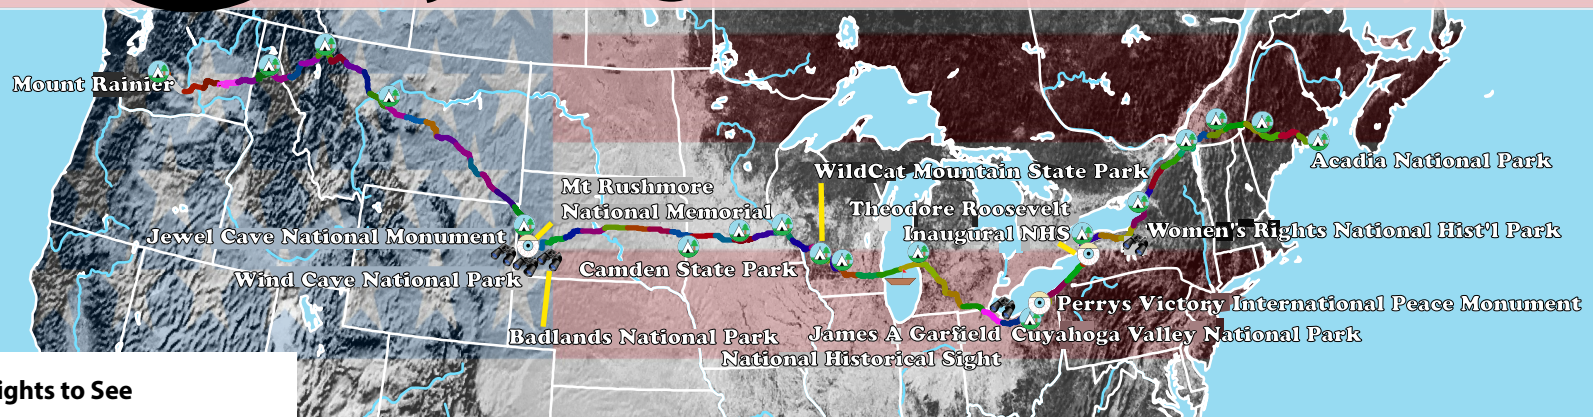 Mount Rainier
Acadia National Park
WildCat Mountain State Park
Mt Rushmore
National Memorial
Theodore Roosevelt
Inaugural NHS
Women's Rights National Hist'l Park
Jewel Cave National Monument
Wind Cave National Park
Camden State Park
Perrys Victory International Peace Monument
Badlands National Park
James A Garfield
National Historical Sight
Cuyahoga Valley National Park
ights to See